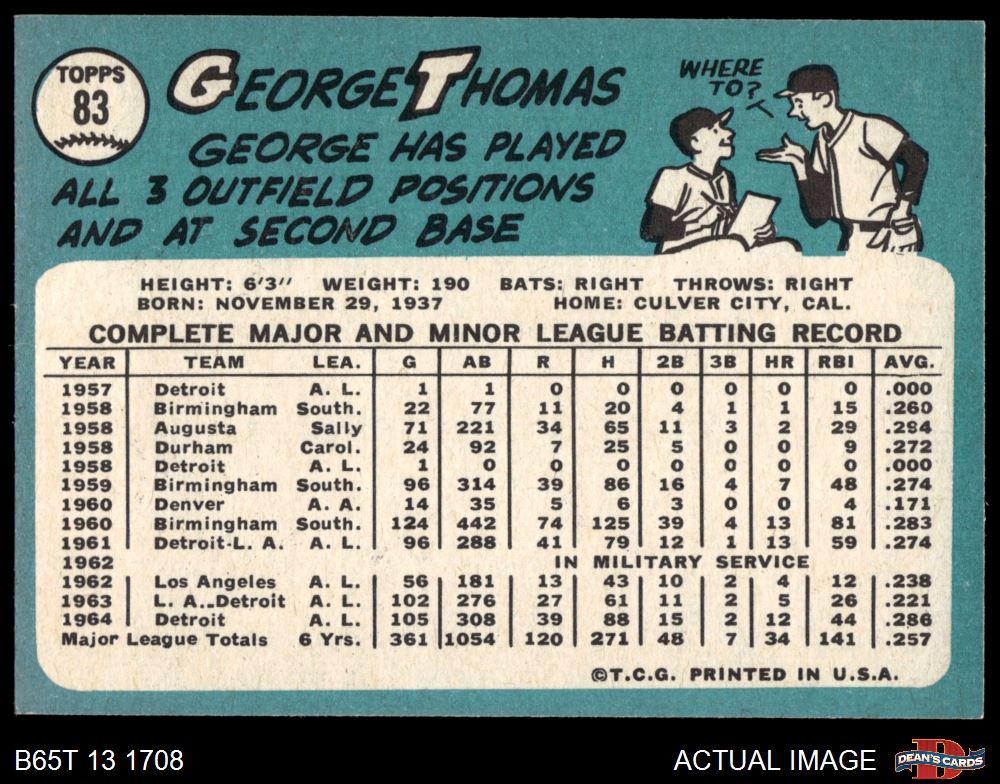 TOPPS
83
GEORGE THOMAS
WHERE
TO?
GEORGE HAS PLAYED
ALL 3 OUTFIELD POSITIONS
AND AT SECOND BASE
HEIGHT: 6'3" WEIGHT: 190 BATS: RIGHT THROWS: RIGHT
BORN: NOVEMBER 29, 1937 HOME: CULVER CITY, CAL.
COMPLETE MAJOR AND MINOR LEAGUE BATTING RECORD
YEAR TEAM LEA. G AB R H 2B 3B HR RBI AVG.
1957 Detroit A. L. 1 1 0 0 0 0 0 0 .000
1958 Birmingham South. 22 77 11 20 4 1 1 15 .260
1958 Augusta Sally 71 221 34 65 11 3 2 29 .294
1958 Durham Carol. 24 92 7 25 5 0 0 9 .272
1958 Detroit A. L. 1 0 0 0 0 0 0 0 .000
1959 Birmingham South. 96 314 39 86 16 4 7 48 .274
1960 Denver A. A. 14 35 5 6 3 0 0 4 .171
1960 Birmingham South. 124 442 74 125 39 4 13 81 .283
1961 Detroit-L. A. A. L. 96 288 41 79 12 1 13 59 .274
1962 IN MILITARY SERVICE
1962 Los Angeles A. L. 56 181 13 43 10 2 4 12 .238
1963 L. A.-Detroit A. L. 102 276 27 61 11 2 5 26 .221
1964 Detroit A. L. 105 308 39 88 15 2 12 44 .286
Major League Totals 6 Yrs. 361 1054 120 271 48 7 34 141 .257
©T.C.G. PRINTED IN U.S.A.
B65T 13 1708 ACTUAL IMAGE DEAN'S CARDS